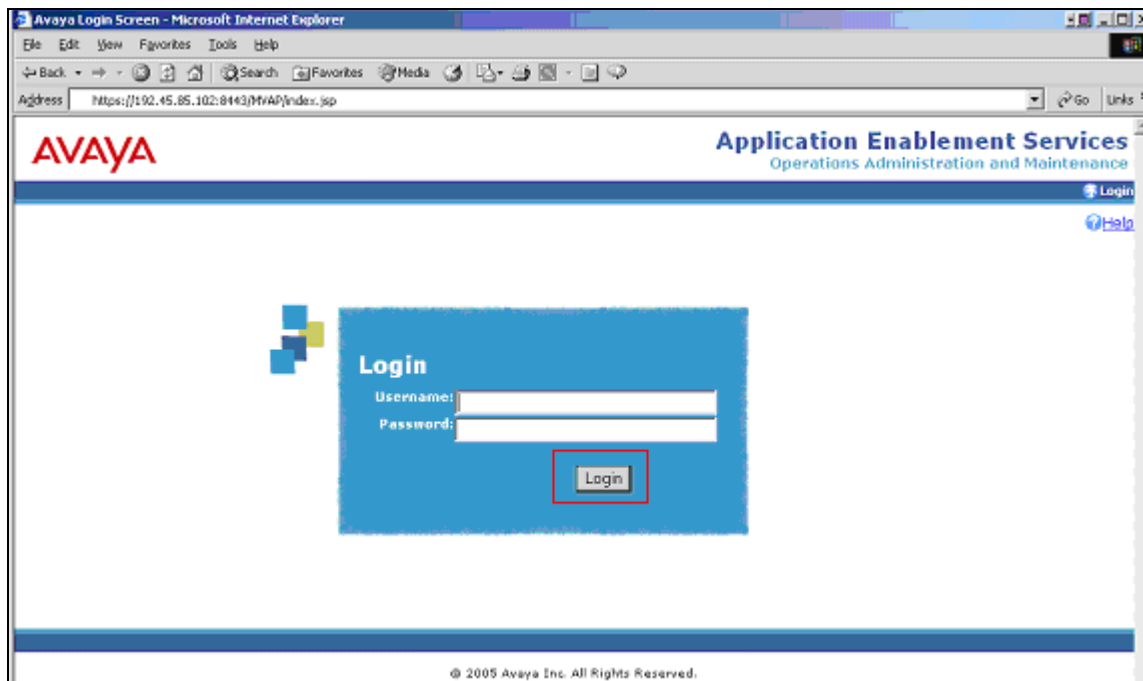 Avaya Login Screen - Microsoft Internet Explorer
File Edit View Favorites Tools Help
Back Search Favorites Media
Address https://192.45.85.102:8443/MVAP/index.jsp Go Links
AVAYA
Application Enablement Services
Operations Administration and Maintenance
Login
Help
Login
Username:
Password:
Login
© 2005 Avaya Inc. All Rights Reserved.